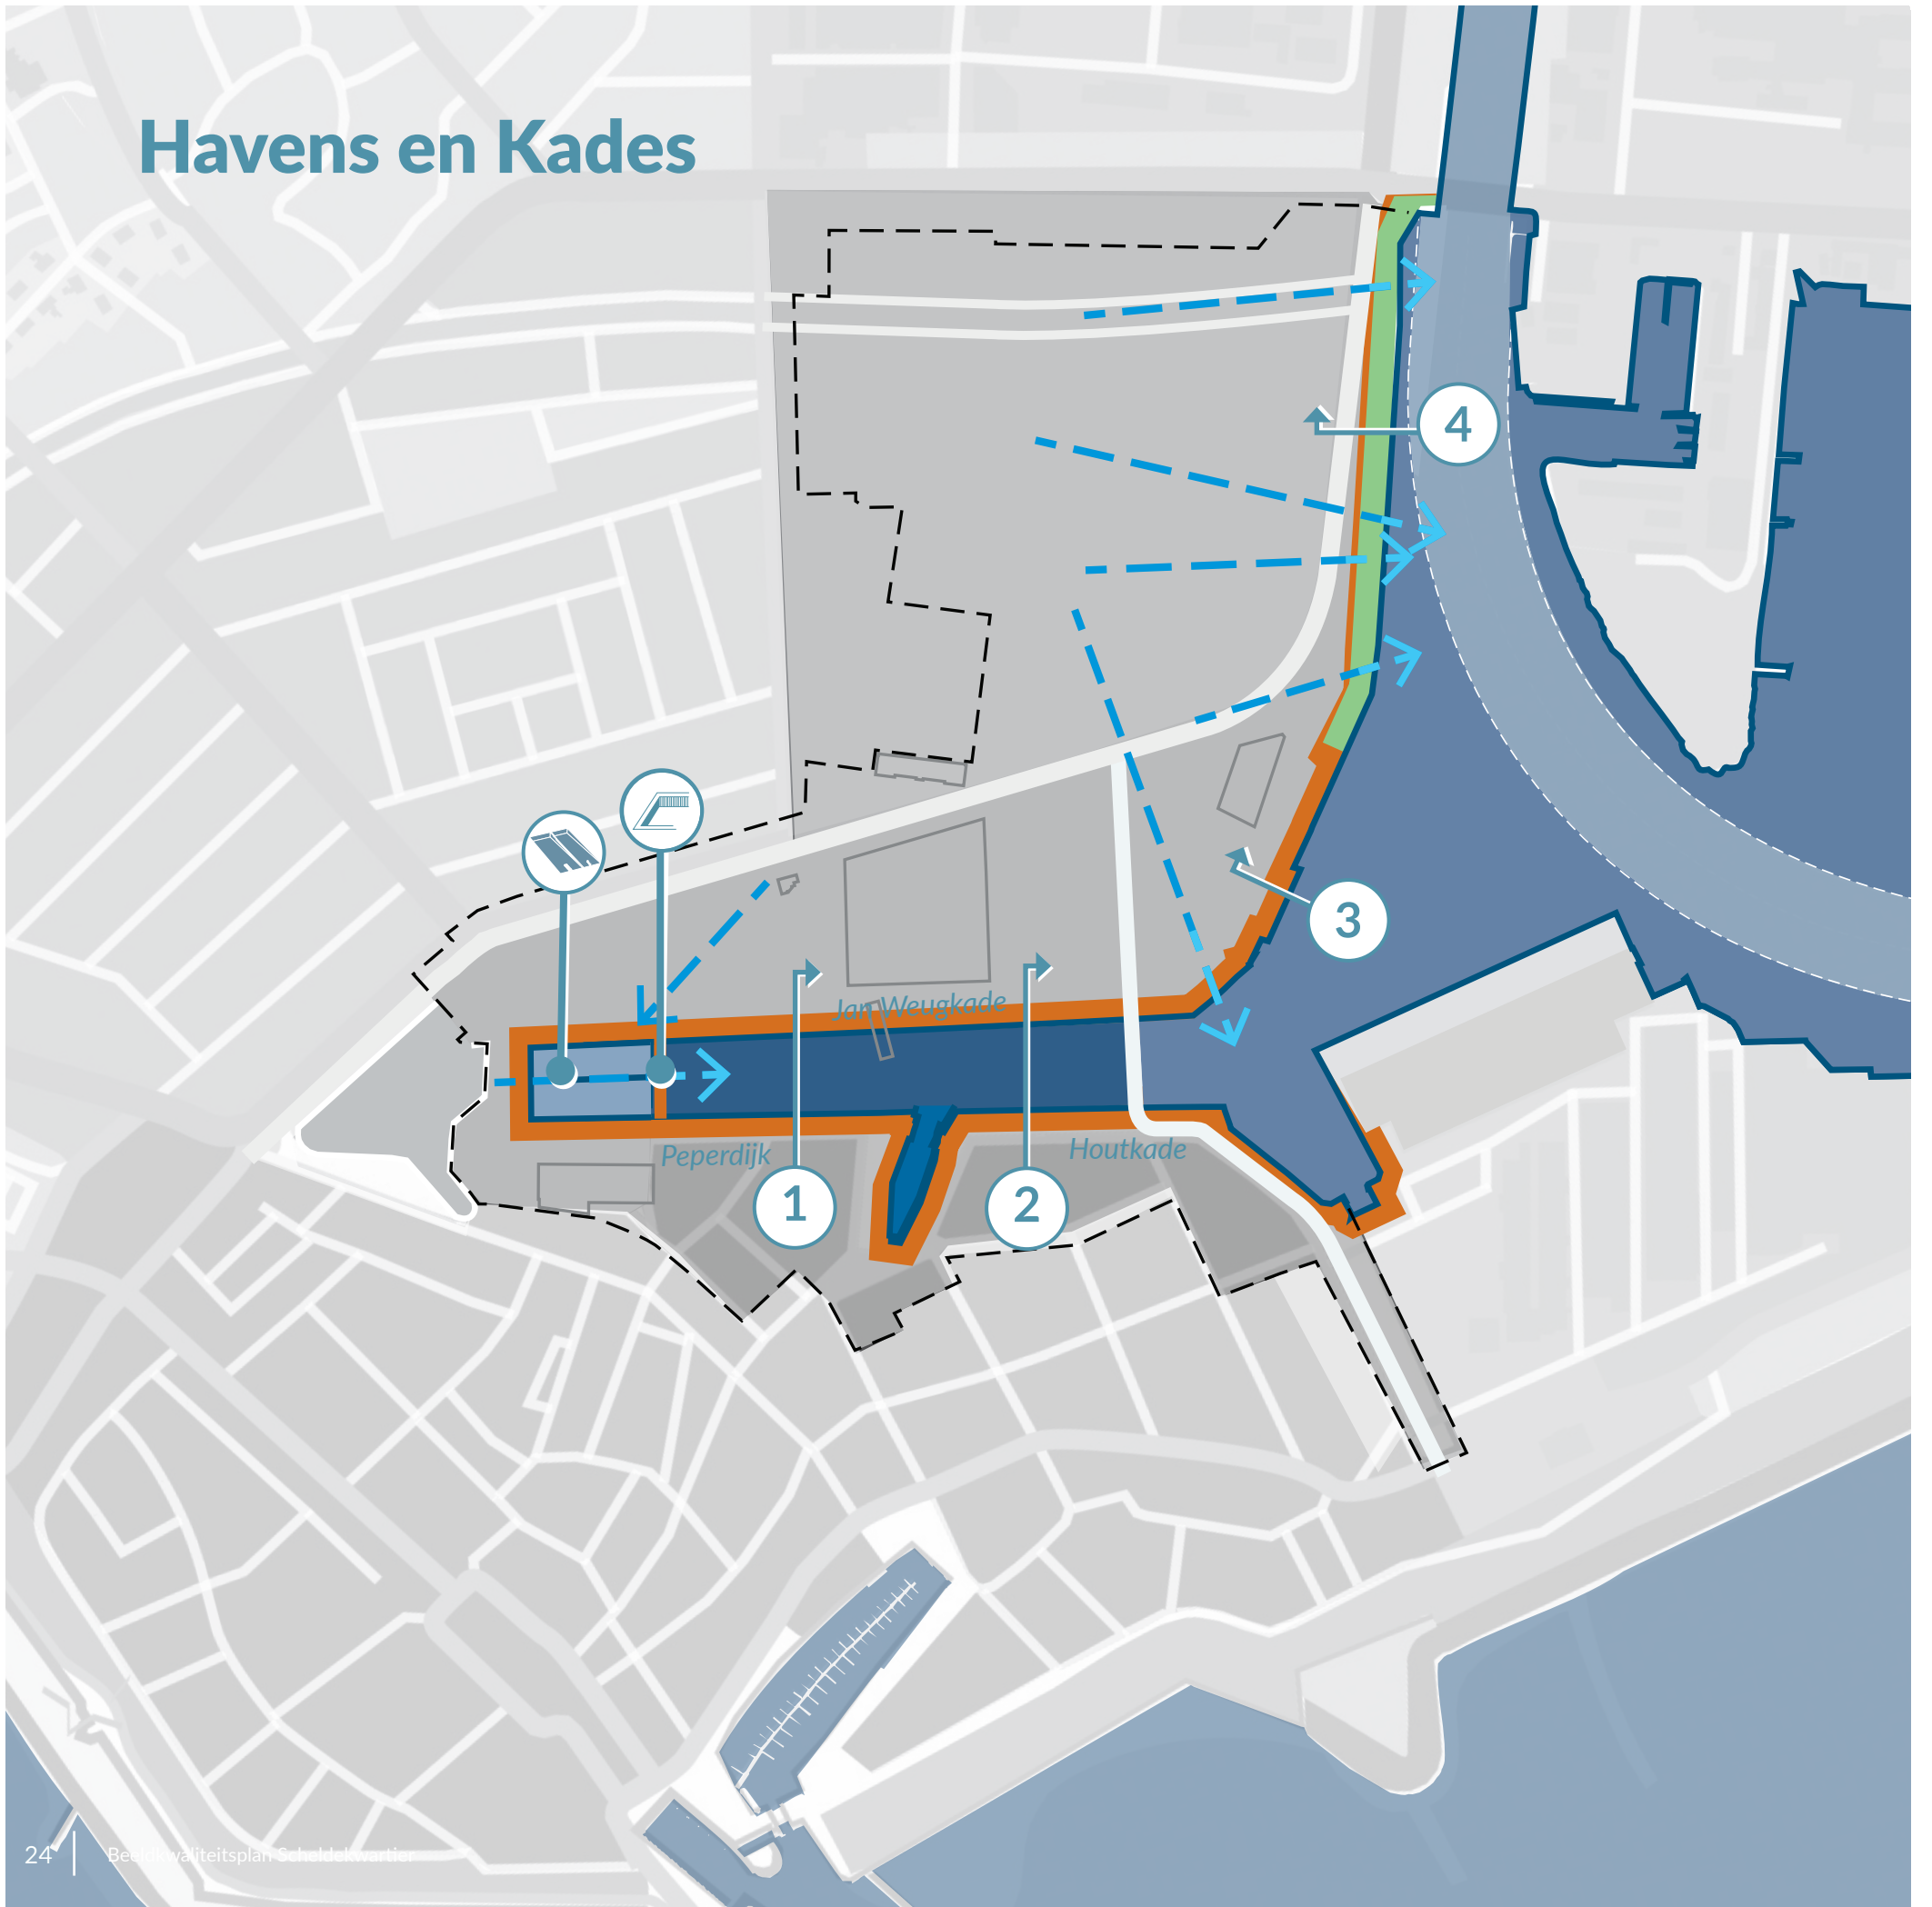 Havens en Kades
4
3
Jan Weugkade
Peperdijk
Houtkade
1
2
24
Beeldkwaliteitsplan Scheldekwartier